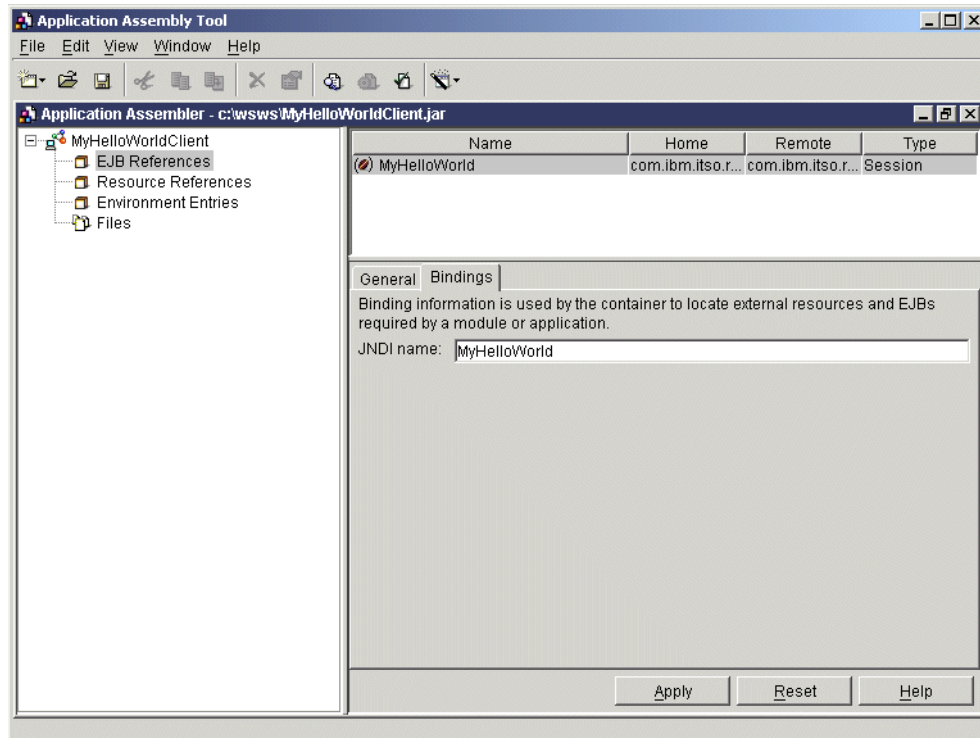 Application Assembly Tool
File Edit View Window Help
Application Assembler - c:\wsws\MyHelloWorldClient.jar
MyHelloWorldClient
EJB References
Resource References
Environment Entries
Files
Name Home Remote Type
MyHelloWorld com.ibm.itso.r... com.ibm.itso.r... Session
General Bindings
Binding information is used by the container to locate external resources and EJBs
required by a module or application.
JNDI name: MyHelloWorld
Apply Reset Help